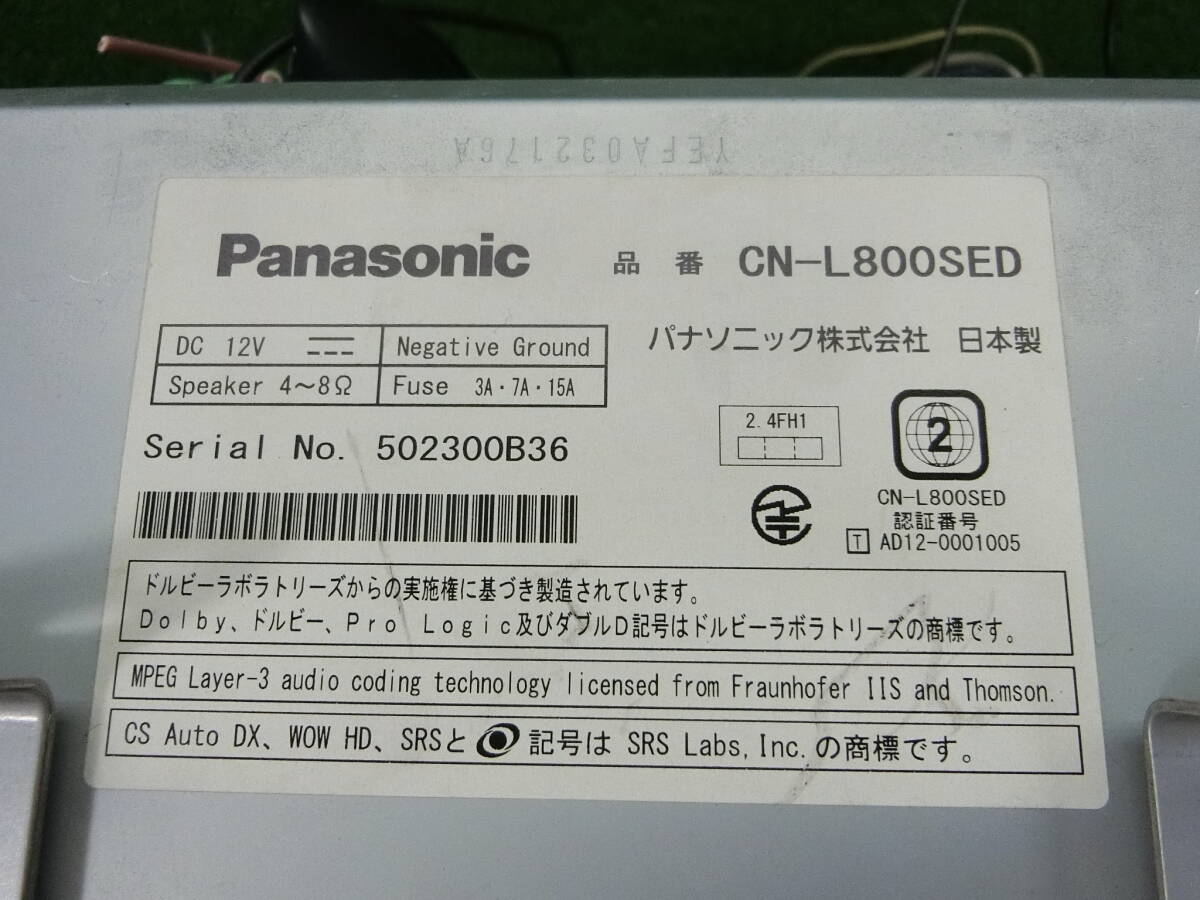 YEFA032176A
Panasonic 品番 CN-L800SED
DC 12V Negative Ground
Speaker 4～8Ω Fuse 3A・7A・15A
パナソニック株式会社 日本製
Serial No. 502300B36
2.4FH1
2
CN-L800SED
認証番号
T AD12-0001005
ドルビーラボラトリーズからの実施権に基づき製造されています。
Dolby、ドルビー、Pro Logic及びダブルD記号はドルビーラボラトリーズの商標です。
MPEG Layer-3 audio coding technology licensed from Fraunhofer IIS and Thomson.
CS Auto DX、WOW HD、SRSと 記号は SRS Labs,Inc.の商標です。